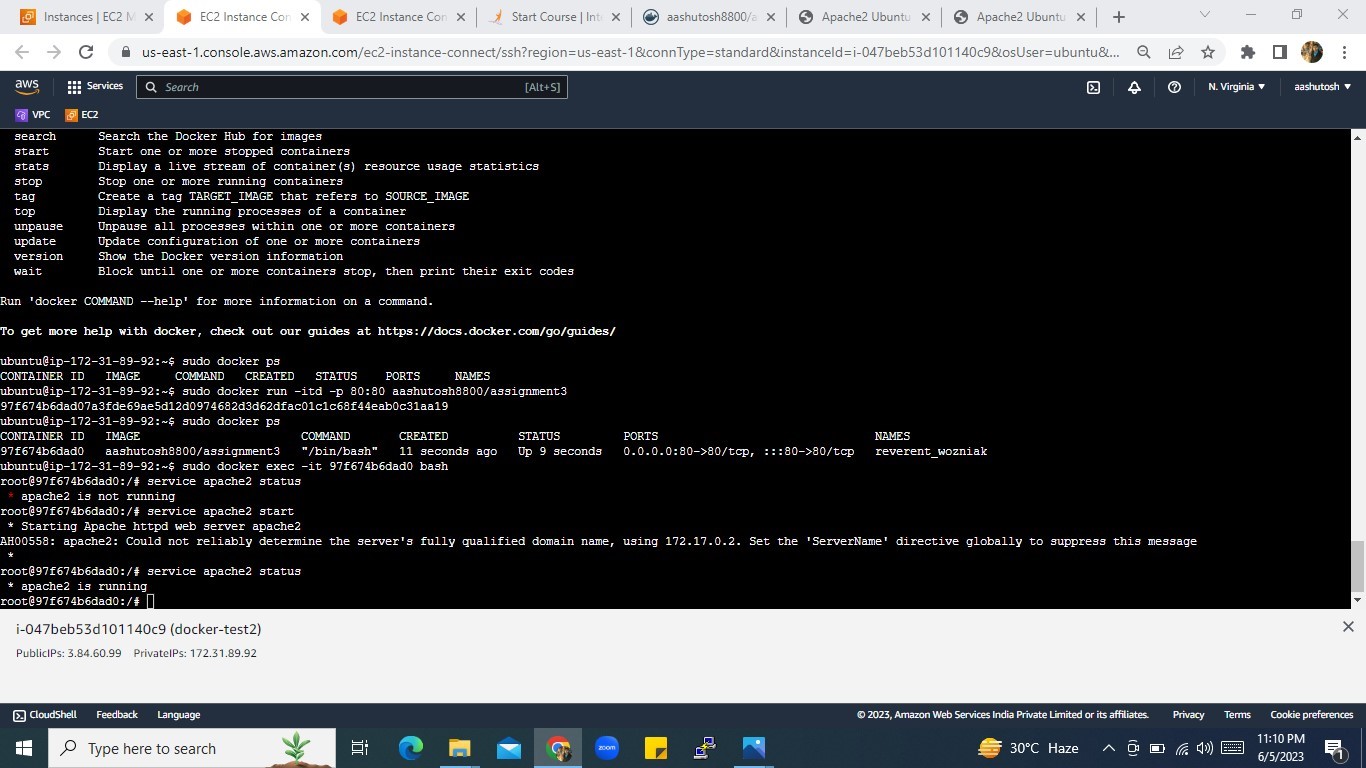 Instances | EC2 M
EC2 Instance Con
EC2 Instance Con
Start Course | Int
aashutosh8800/a
Apache2 Ubuntu
Apache2 Ubuntu
us-east-1.console.aws.amazon.com/ec2-instance-connect/ssh?region=us-east-1&connType=standard&instanceId=i-047beb53d101140c9&osUser=ubuntu&...
aws Services Search [Alt+S] N. Virginia aashutosh
VPC EC2
search Search the Docker Hub for images
start Start one or more stopped containers
stats Display a live stream of container(s) resource usage statistics
stop Stop one or more running containers
tag Create a tag TARGET_IMAGE that refers to SOURCE_IMAGE
top Display the running processes of a container
unpause Unpause all processes within one or more containers
update Update configuration of one or more containers
version Show the Docker version information
wait Block until one or more containers stop, then print their exit codes
Run 'docker COMMAND --help' for more information on a command.
To get more help with docker, check out our guides at https://docs.docker.com/go/guides/
ubuntu@ip-172-31-89-92:~$ sudo docker ps
CONTAINER ID IMAGE COMMAND CREATED STATUS PORTS NAMES
ubuntu@ip-172-31-89-92:~$ sudo docker run -itd -p 80:80 aashutosh8800/assignment3
97f674b6dad07a3fde69ae5d12d0974682d3d62dfac01c1c68f44eab0c31aa19
ubuntu@ip-172-31-89-92:~$ sudo docker ps
CONTAINER ID IMAGE COMMAND CREATED STATUS PORTS NAMES
97f674b6dad0 aashutosh8800/assignment3 "/bin/bash" 11 seconds ago Up 9 seconds 0.0.0.0:80->80/tcp, :::80->80/tcp reverent_wozniak
ubuntu@ip-172-31-89-92:~$ sudo docker exec -it 97f674b6dad0 bash
root@97f674b6dad0:/# service apache2 status
* apache2 is not running
root@97f674b6dad0:/# service apache2 start
* Starting Apache httpd web server apache2
AH00558: apache2: Could not reliably determine the server's fully qualified domain name, using 172.17.0.2. Set the 'ServerName' directive globally to suppress this message
*
root@97f674b6dad0:/# service apache2 status
* apache2 is running
root@97f674b6dad0:/#
i-047beb53d101140c9 (docker-test2)
PublicIPs: 3.84.60.99 PrivateIPs: 172.31.89.92
CloudShell Feedback Language © 2023, Amazon Web Services India Private Limited or its affiliates. Privacy Terms Cookie preferences
Type here to search zoom 30°C Haze 11:10 PM
6/5/2023 1